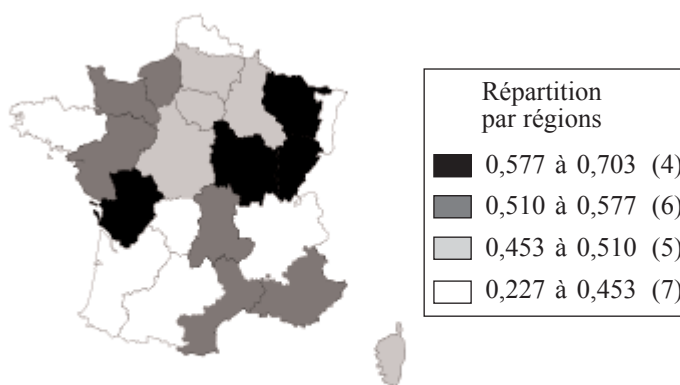 Répartition
par régions
0,577 à 0,703 (4)
0,510 à 0,577 (6)
0,453 à 0,510 (5)
0,227 à 0,453 (7)